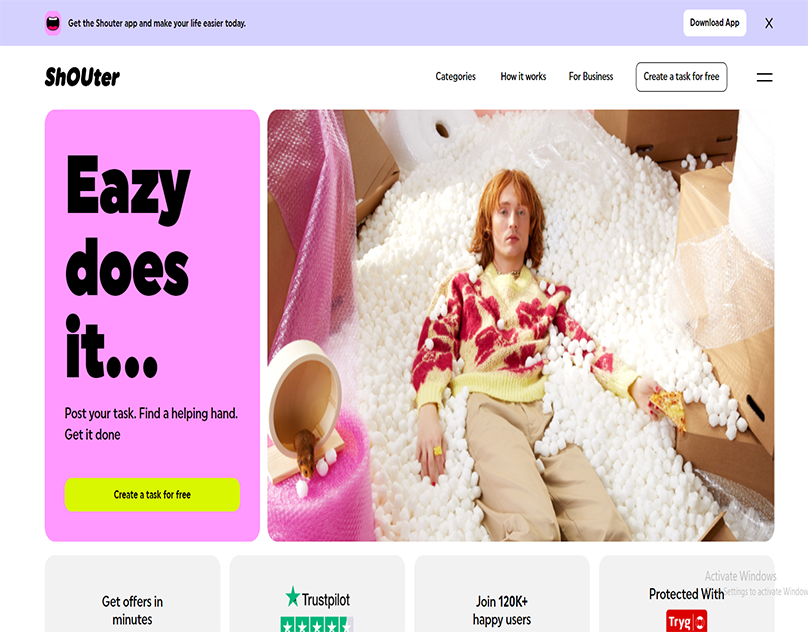 Get the Shouter app and make your life easier today.
Download App
X
ShOUter
Categories
How it works
For Business
Create a task for free
Eazy
does
it...
Post your task. Find a helping hand.
Get it done
Create a task for free
Get offers in
minutes
Trustpilot
Join 120K+
happy users
Protected With
Tryg
Activate Windows
Settings to activate Windows